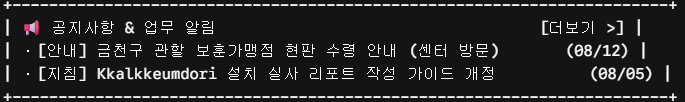 +-----------------------------------------------------------------------+
| 📢 공지사항 & 업무 알림 [더보기 >] |
| ·[안내] 금천구 관할 보훈가맹점 현판 수령 안내 (센터 방문) (08/12) |
| ·[지침] Kkalkkeumdori 설치 실사 리포트 작성 가이드 개정 (08/05) |
+-----------------------------------------------------------------------+